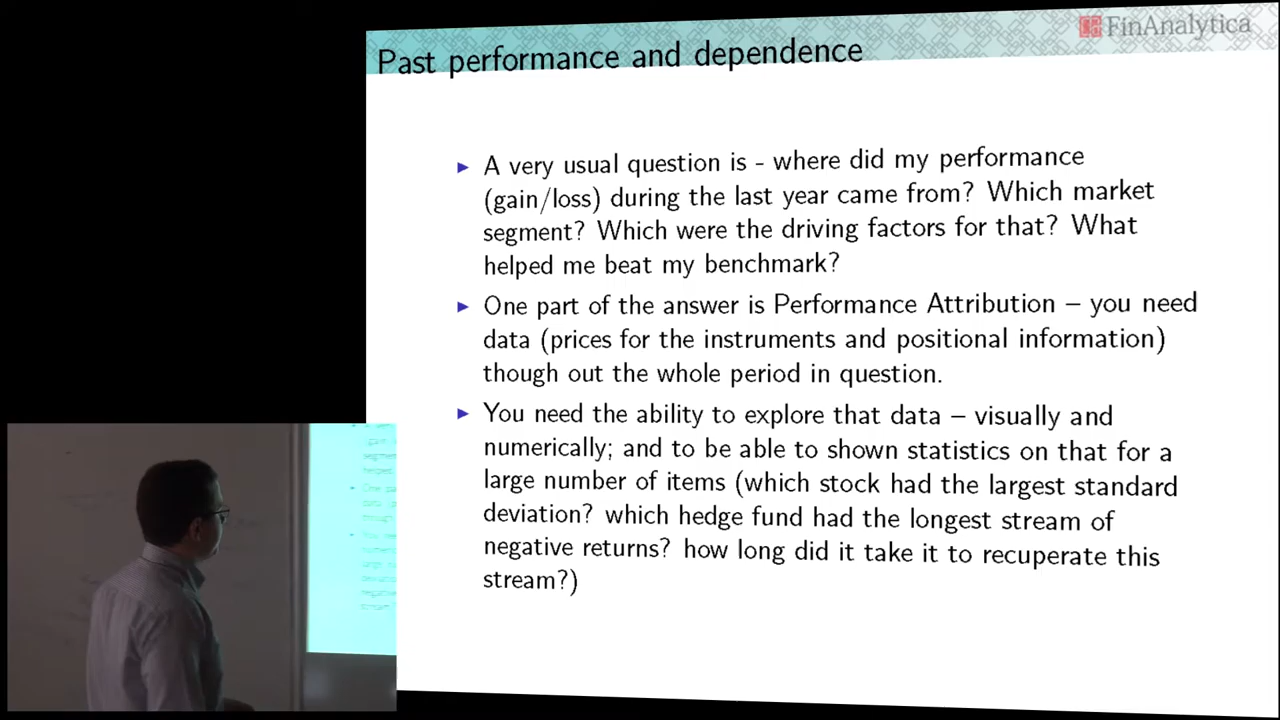 FinAnalytica
Past performance and dependence
A very usual question is - where did my performance
(gain/loss) during the last year came from? Which market
segment? Which were the driving factors for that? What
helped me beat my benchmark?
One part of the answer is Performance Attribution – you need
data (prices for the instruments and positional information)
though out the whole period in question.
You need the ability to explore that data – visually and
numerically; and to be able to shown statistics on that for a
large number of items (which stock had the largest standard
deviation? which hedge fund had the longest stream of
negative returns? how long did it take it to recuperate this
stream?)